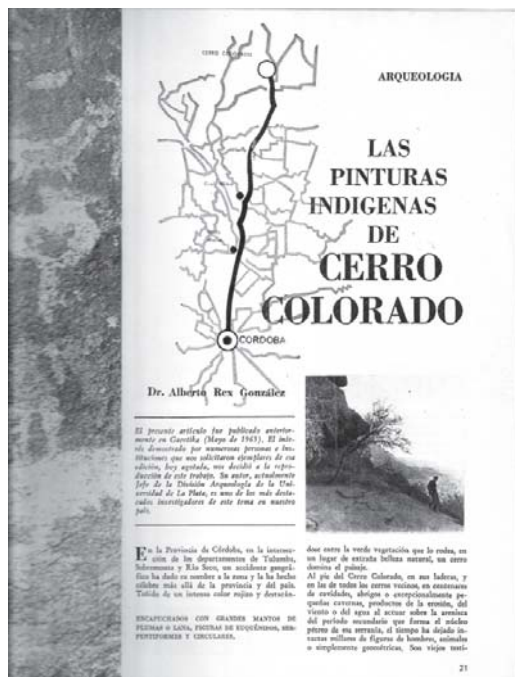 CERRO COLORADO
ARQUEOLOGIA
LAS
PINTURAS
INDIGENAS
DE
CERRO
COLORADO
CORDOBA
Dr. Alberto Rex González
El presente artículo fue publicado anterior-
mente en Gacetika (Mayo de 1963). El inte-
rés demostrado por numerosas personas e ins-
tituciones que nos solicitaron ejemplares de esa
edición, hoy agotada, nos decidió a la repro-
ducción de este trabajo. Su autor, actualmente
Jefe de la División Arqueología de la Uni-
versidad de La Plata, es uno de los más desta-
cados investigadores de este tema en nuestro
país.
En la Provincia de Córdoba, en la intersec-
ción de los departamentos de Tulumba,
Sobremonte y Río Seco, un accidente geográfi-
co ha dado su nombre a la zona y la ha hecho
célebre más allá de la provincia y del país.
Teñido de un intenso color rojizo y destacán-
ENCAPUCHADOS CON GRANDES MANTOS DE
PLUMAS O LANA, FIGURAS DE EUQUÉNIDOS, SER-
PENTIFORMES Y CIRCULARES.
dose entre la verde vegetación que lo rodea, en
un lugar de extraña belleza natural, un cerro
domina el paisaje.
Al pie del Cerro Colorado, en sus laderas, y
en las de todos los cerros vecinos, en centenares
de cavidades, abrigos o excepcionalmente pe-
queñas cavernas, productos de la erosión, del
viento o del agua al actuar sobre la arenisca
del período secundario que forma el núcleo
pétreo de esa serranía, el tiempo ha dejado in-
tactas millares de figuras de hombres, animales
o simplemente geométricas. Son viejos testi-
21